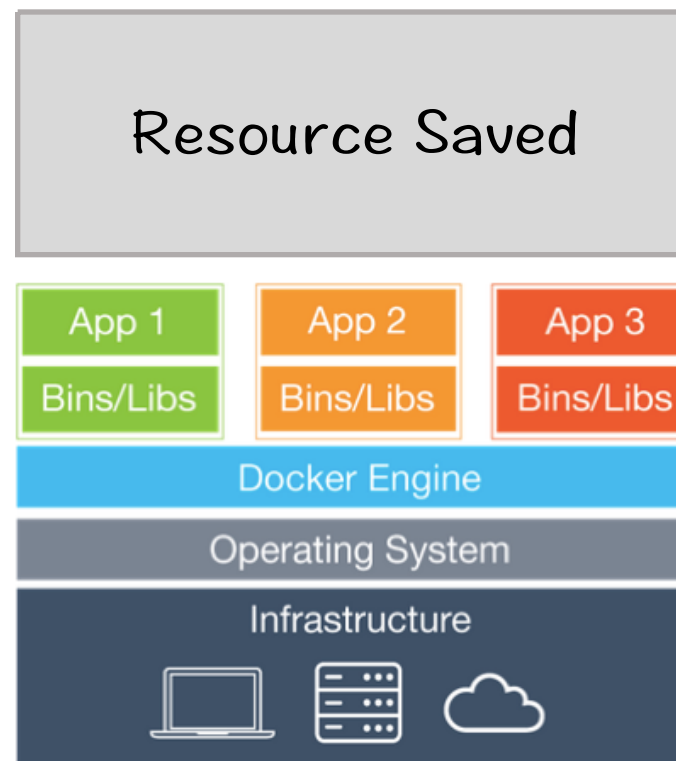 Resource Saved
App 1
App 2
App 3
Bins/Libs
Bins/Libs
Bins/Libs
Docker Engine
Operating System
Infrastructure